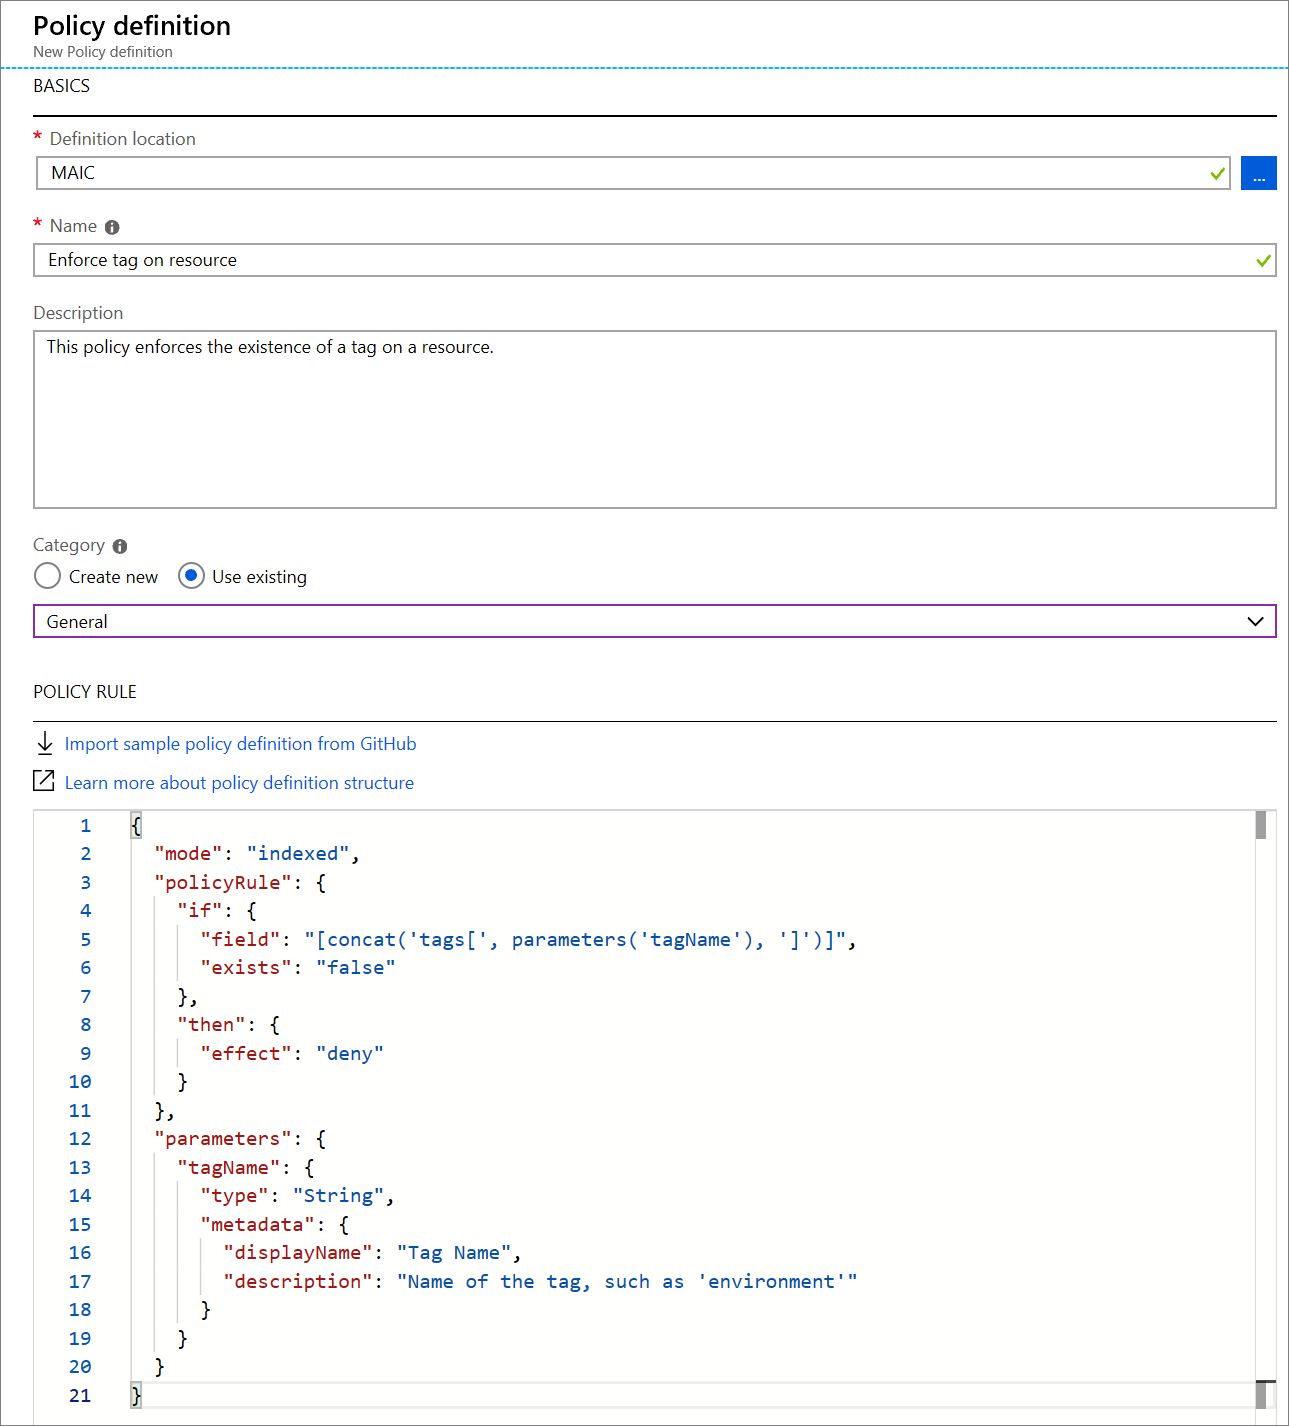 Policy definition
New Policy definition
BASICS
* Definition location
MAIC
...
* Name
Enforce tag on resource
Description
This policy enforces the existence of a tag on a resource.
Category
Create new Use existing
General
POLICY RULE
Import sample policy definition from GitHub
Learn more about policy definition structure
1 {
2 "mode": "indexed",
3 "policyRule": {
4 "if": {
5 "field": "[concat('tags[', parameters('tagName'), ']')]",
6 "exists": "false"
7 },
8 "then": {
9 "effect": "deny"
10 }
11 },
12 "parameters": {
13 "tagName": {
14 "type": "String",
15 "metadata": {
16 "displayName": "Tag Name",
17 "description": "Name of the tag, such as 'environment'"
18 }
19 }
20 }
21 }